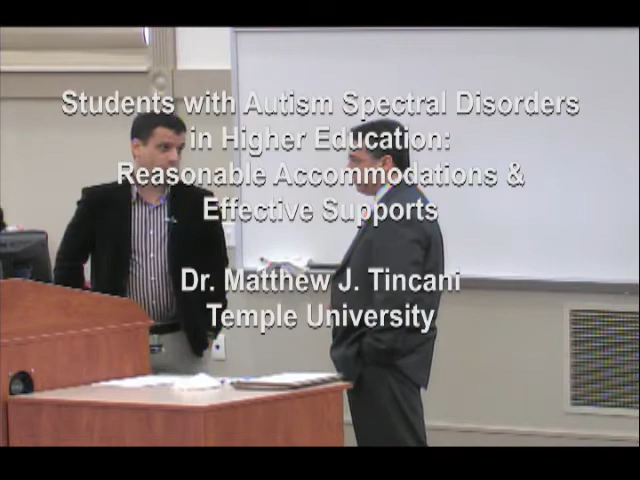 Students with Autism Spectral Disorders
in Higher Education:
Reasonable Accommodations &
Effective Supports
Dr. Matthew J. Tincani
Temple University